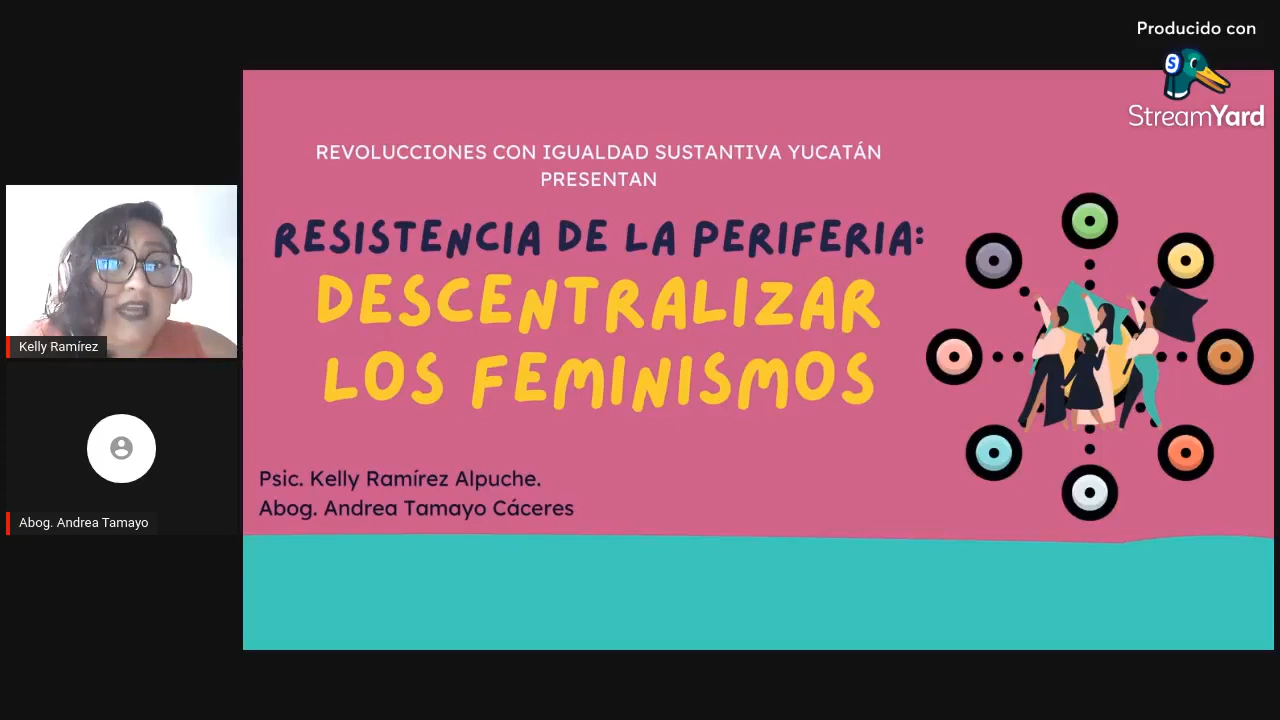 Producido con
StreamYard
REVOLUCCIONES CON IGUALDAD SUSTANTIVA YUCATÁN
PRESENTAN
RESISTENCIA DE LA PERIFERIA:
DESCENTRALIZAR
LOS FEMINISMOS
Kelly Ramírez
Psic. Kelly Ramírez Alpuche.
Abog. Andrea Tamayo Cáceres
Abog. Andrea Tamayo